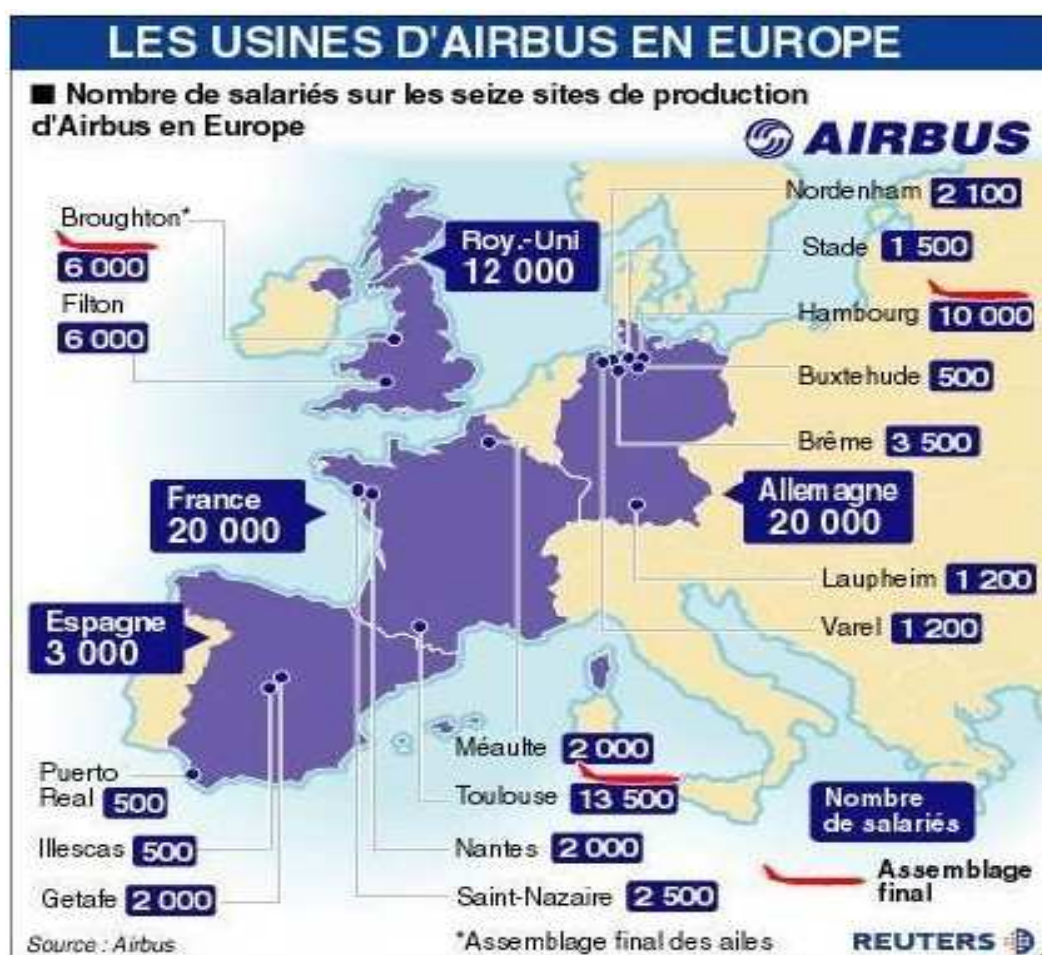 LES USINES D'AIRBUS EN EUROPE
■ Nombre de salariés sur les seize sites de production
d'Airbus en Europe
AIRBUS
Broughton*
6 000
Filton
6 000
Roy.-Uni
12 000
Nordenham 2 100
Stade 1 500
Hambourg 10 000
Buxtehude 500
Brême 3 500
France
20 000
Allemagne
20 000
Laupheim 1 200
Varel 1 200
Espagne
3 000
Puerto
Real 500
Illescas 500
Getafe 2 000
Méaulte 2 000
Toulouse 13 500
Nantes 2 000
Saint-Nazaire 2 500
Nombre
de salariés
Assemblage
final
Source : Airbus
*Assemblage final des ailes
REUTERS